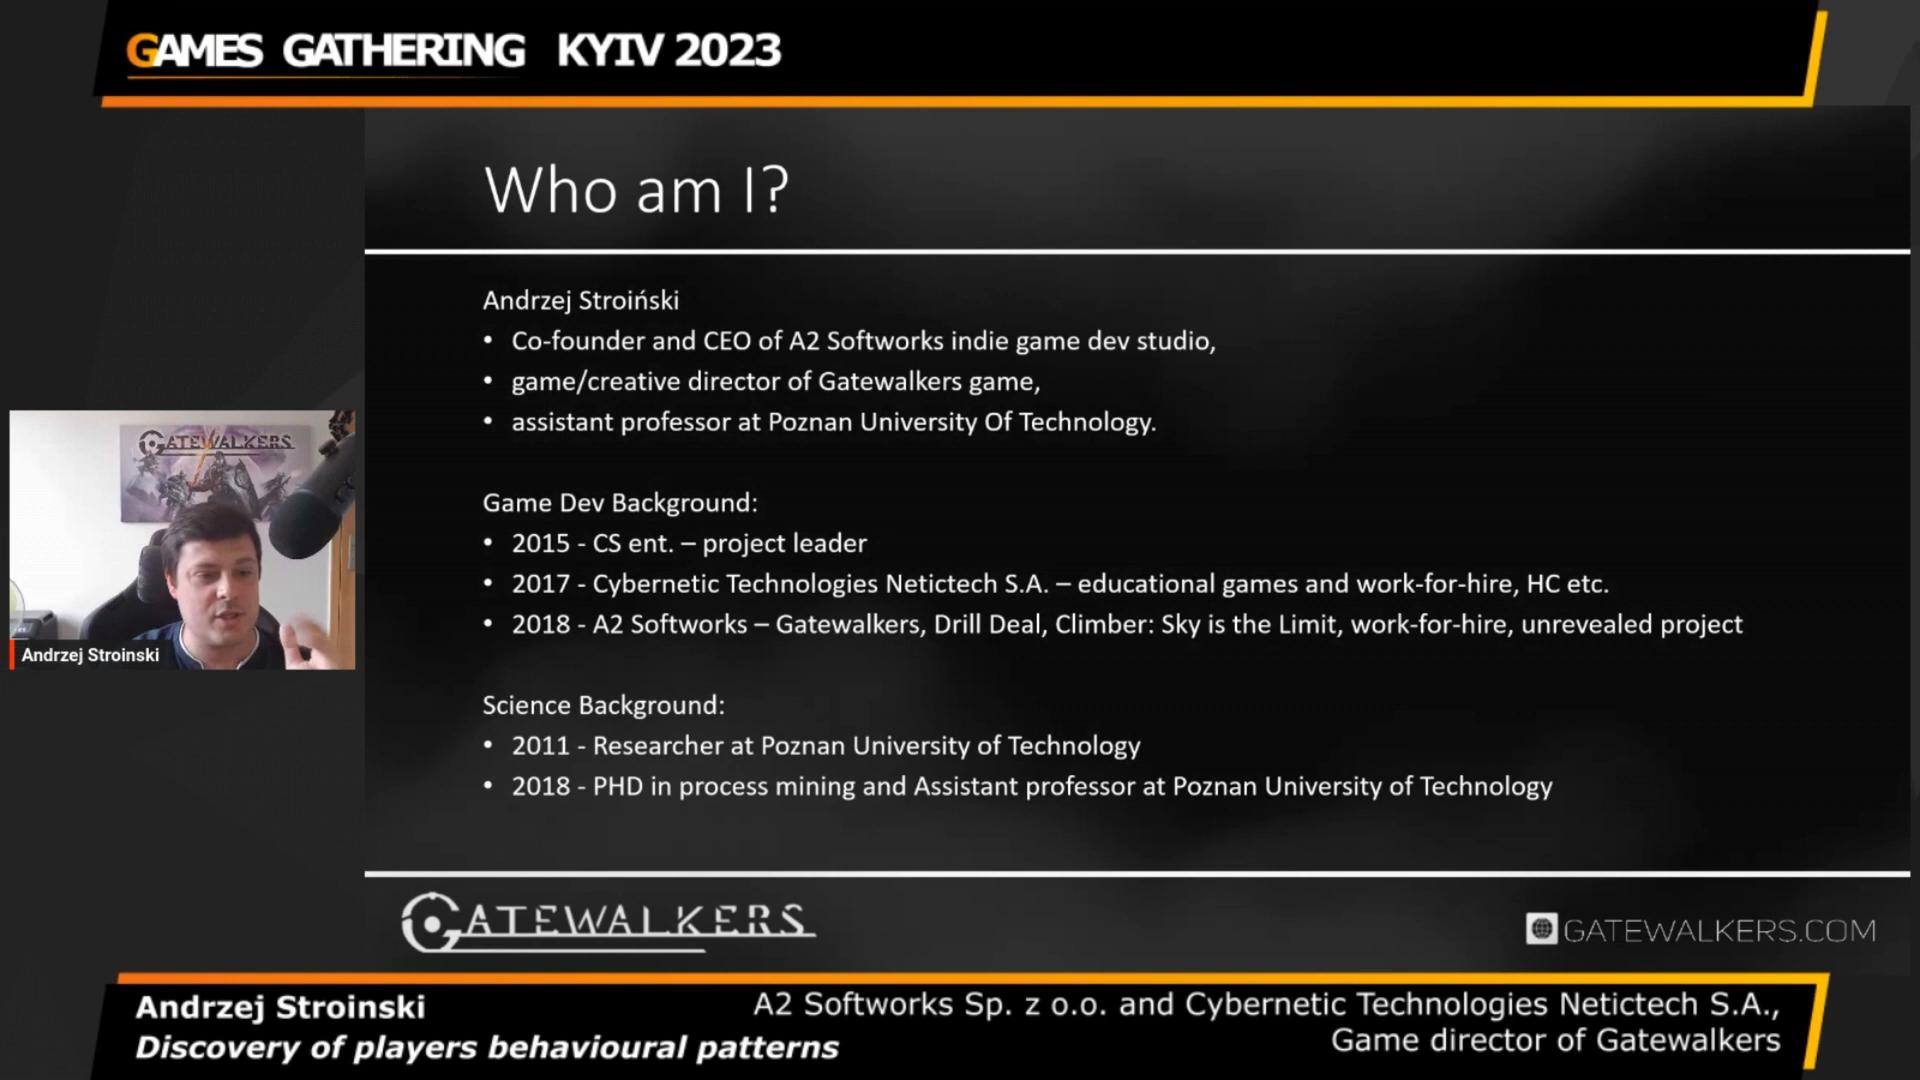 GAMES GATHERING KYIV 2023
Who am I?
Andrzej Stroiński
• Co-founder and CEO of A2 Softworks indie game dev studio,
• game/creative director of Gatewalkers game,
• assistant professor at Poznan University Of Technology.
Game Dev Background:
• 2015 - CS ent. – project leader
• 2017 - Cybernetic Technologies Netictech S.A. – educational games and work-for-hire, HC etc.
• 2018 - A2 Softworks – Gatewalkers, Drill Deal, Climber: Sky is the Limit, work-for-hire, unrevealed project
Science Background:
• 2011 - Researcher at Poznan University of Technology
• 2018 - PHD in process mining and Assistant professor at Poznan University of Technology
GATEWALKERS
Andrzej Stroinski
GATEWALKERS
GATEWALKERS.COM
Andrzej Stroinski
Discovery of players behavioural patterns
A2 Softworks Sp. z o.o. and Cybernetic Technologies Netictech S.A.,
Game director of Gatewalkers